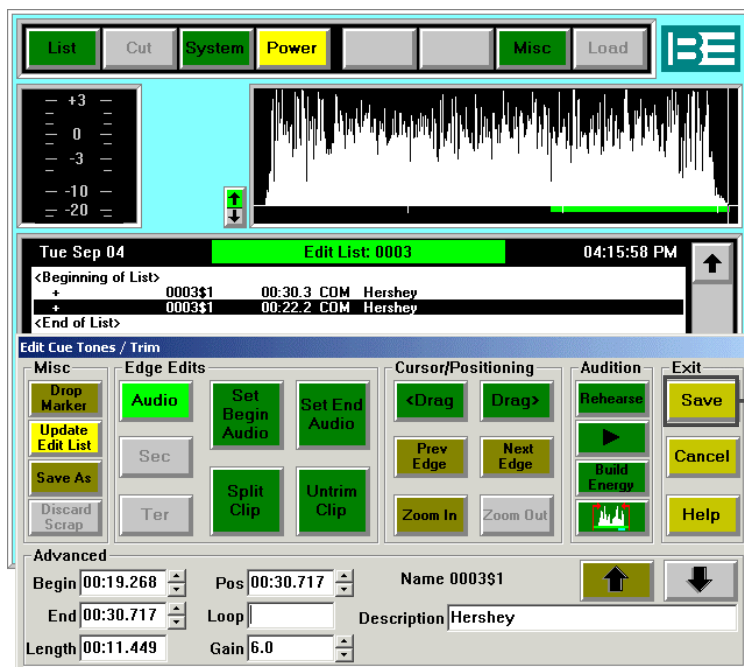 List Cut System Power Misc Load
BE
+3
0
-3
-10
-20
Tue Sep 04 Edit List: 0003 04:15:58 PM
<Beginning of List>
+ 0003$1 00:30.3 COM Hershey
+ 0003$1 00:22.2 COM Hershey
<End of List>
Edit Cue Tones / Trim
Misc
Drop Marker
Update Edit List
Save As
Discard Scrap
Edge Edits
Audio
Sec
Ter
Set Begin Audio
Set End Audio
Split Clip
Untrim Clip
Cursor/Positioning
<Drag Drag>
Prev Edge
Next Edge
Zoom In Zoom Out
Audition
Rehearse
Build Energy
Exit
Save
Cancel
Help
Advanced
Begin 00:19.268 Pos 00:30.717 Name 0003$1
End 00:30.717 Loop Description Hershey
Length 00:11.449 Gain 6.0